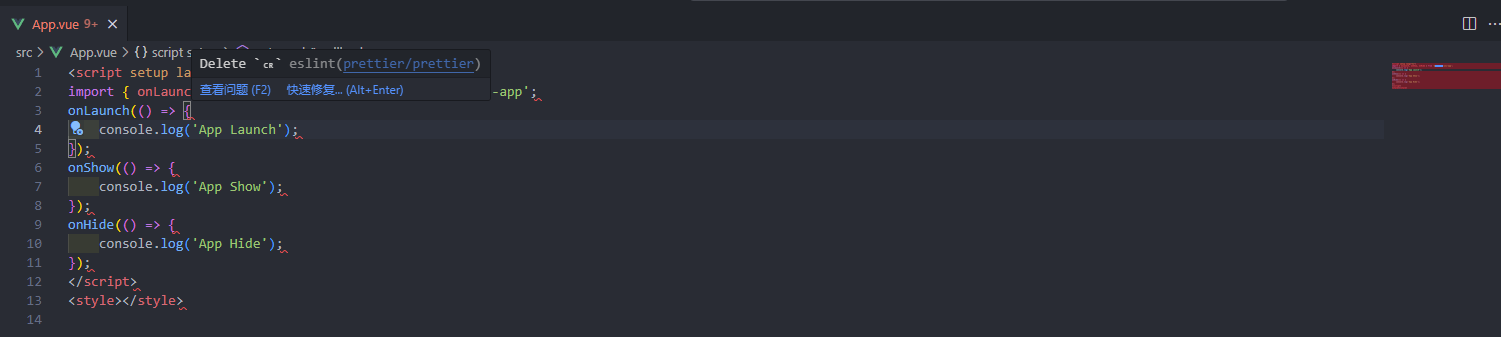 App.vue 9+
src > App.vue > {} script
Delete `CR` eslint(prettier/prettier)
查看问题 (F2) 快速修复... (Alt+Enter)
1 <script setup la
2 import { onLaunc -app';
3 onLaunch(() => {
4 console.log('App Launch');
5 });
6 onShow(() => {
7 console.log('App Show');
8 });
9 onHide(() => {
10 console.log('App Hide');
11 });
12 </script>
13 <style></style>
14